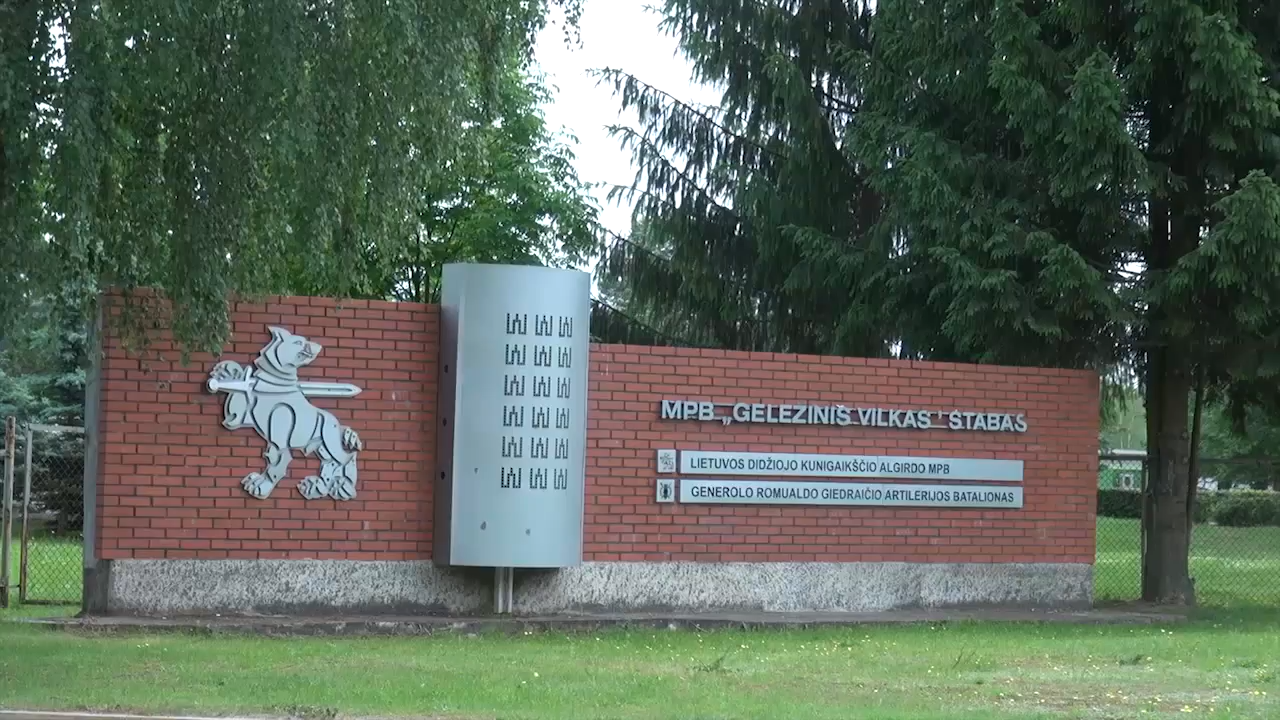 MPB „GELEŽINIS VILKAS" ŠTABAS
LIETUVOS DIDŽIOJO KUNIGAIKŠČIO ALGIRDO MPB
GENEROLO ROMUALDO GIEDRAIČIO ARTILERIJOS BATALIONAS